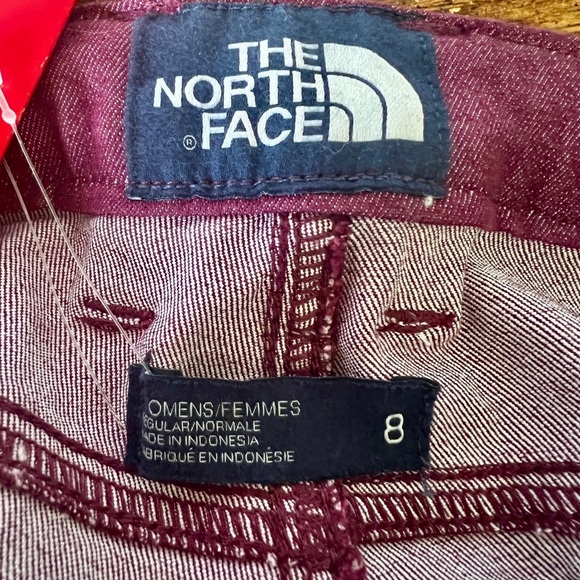 THE
NORTH
FACE
®
OMENS/FEMMES
EGULAR/NORMALE
ADE IN INDONESIA
ABRIQUÉ EN INDONÉSIE
8